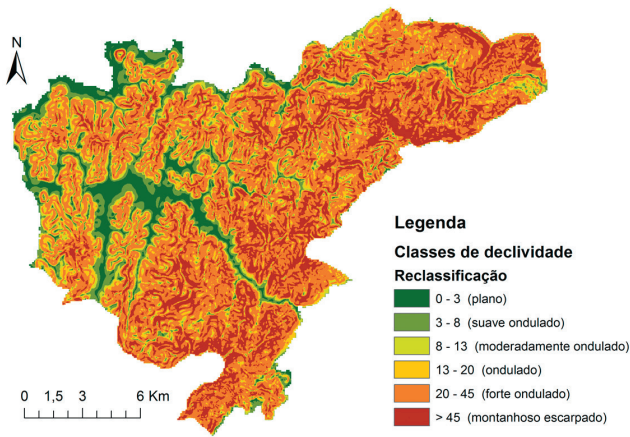 N
Legenda
Classes de declividade
Reclassificação
0 - 3 (plano)
3 - 8 (suave ondulado)
8 - 13 (moderadamente ondulado)
13 - 20 (ondulado)
20 - 45 (forte ondulado)
> 45 (montanhoso escarpado)
0 1,5 3 6 Km